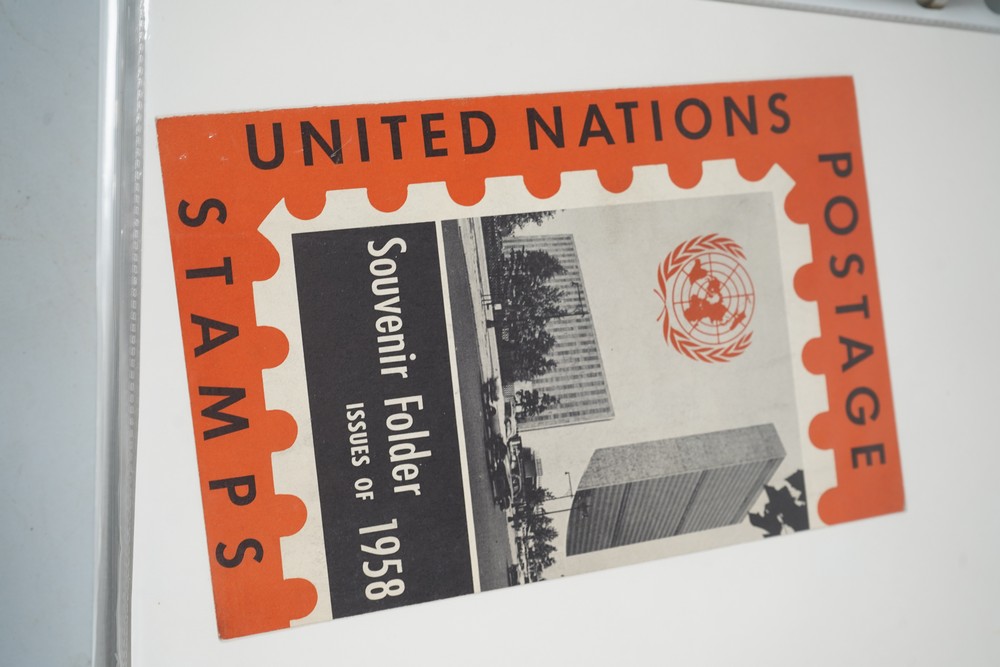 UNITED NATIONS
POSTAGE
STAMPS
Souvenir Folder
ISSUES OF 1958